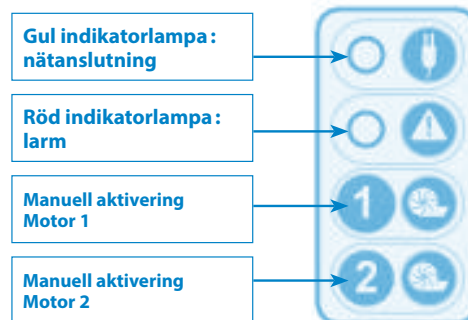 Gul indikatorlampa :
nätanslutning
Röd indikatorlampa :
larm
Manuell aktivering
Motor 1
1
Manuell aktivering
Motor 2
2